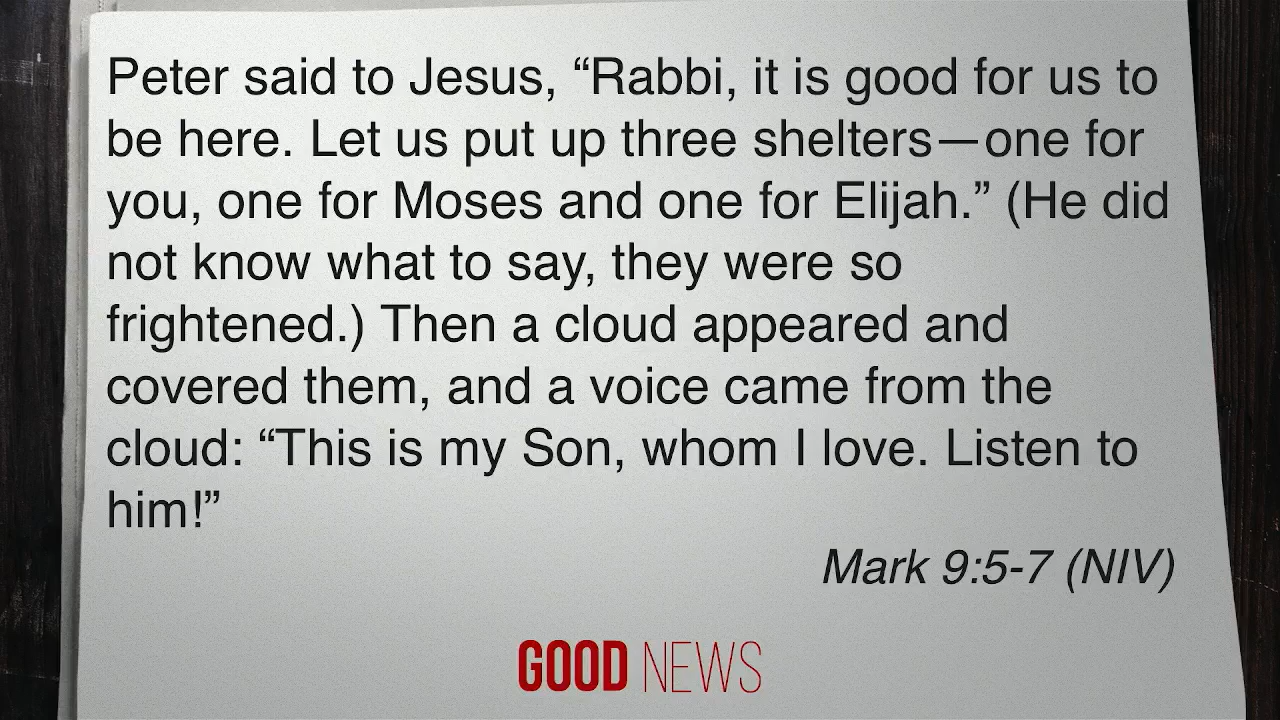 Peter said to Jesus, “Rabbi, it is good for us to
be here. Let us put up three shelters—one for
you, one for Moses and one for Elijah.” (He did
not know what to say, they were so
frightened.) Then a cloud appeared and
covered them, and a voice came from the
cloud: “This is my Son, whom I love. Listen to
him!”
Mark 9:5-7 (NIV)
GOOD NEWS